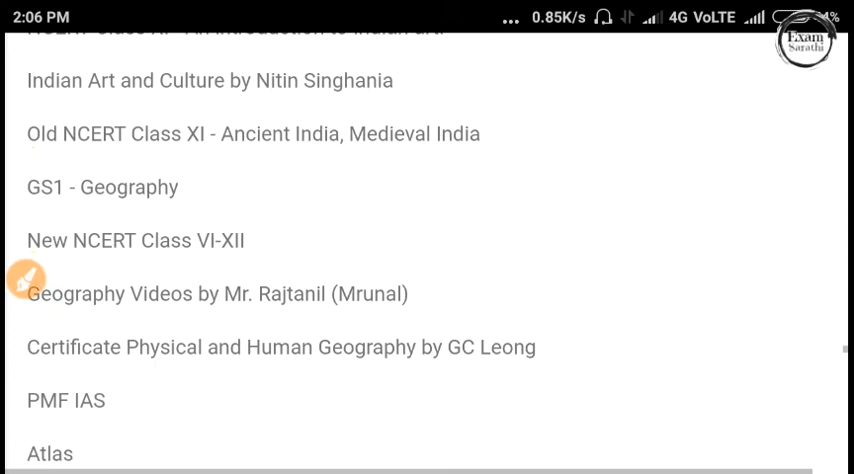 2:06 PM
... 0.85K/s 4G VoLTE
Exam
Sarathi
Indian Art and Culture by Nitin Singhania
Old NCERT Class XI - Ancient India, Medieval India
GS1 - Geography
New NCERT Class VI-XII
Geography Videos by Mr. Rajtanil (Mrunal)
Certificate Physical and Human Geography by GC Leong
PMF IAS
Atlas